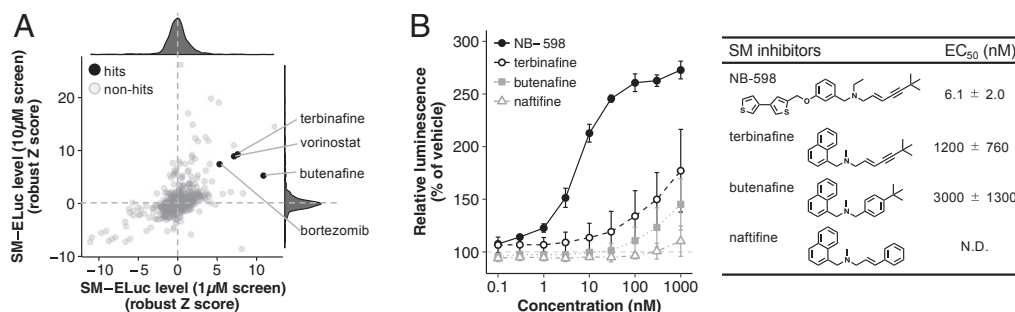 A
SM–ELuc level (10μM screen)
(robust Z score)
20
10
0
−10
hits
non-hits
terbinafine
vorinostat
butenafine
bortezomib
−10
−5
0
5
10
SM–ELuc level (1μM screen)
(robust Z score)
B
Relative luminescence
(% of vehicle)
300
250
200
150
100
NB–598
terbinafine
butenafine
naftifine
0.1
1
10
100
1000
Concentration (nM)
SM inhibitors EC50 (nM)
NB-598
S
S
O
N
6.1 ± 2.0
terbinafine
N
1200 ± 760
butenafine
N
3000 ± 1300
naftifine
N
N.D.